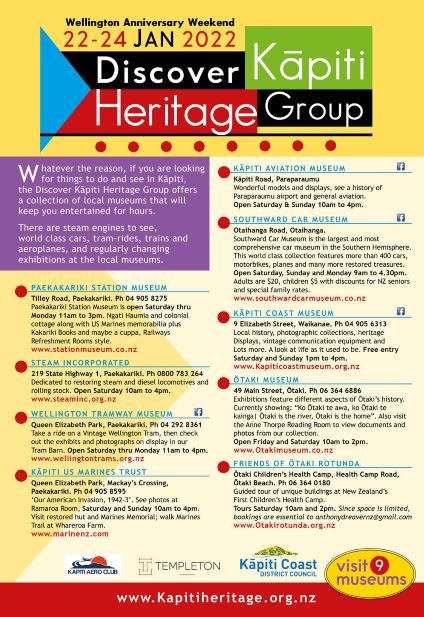 Wellington Anniversary Weekend
22-24 JAN 2022
Discover Kāpiti
Heritage Group
Whatever the reason, if you are looking
for things to do and see in Kāpiti,
the Discover Kāpiti Heritage Group offers
a collection of local museums that will
keep you entertained for hours.
There are steam engines to see,
world class cars, tram-rides, trains and
aeroplanes, and regularly changing
exhibitions at the local museums.
PAEKAKARIKI STATION MUSEUM
Tilley Road, Paekakariki. Ph 04 905 8275
Paekakariki Station Museum is open Saturday thru
Monday 11am to 3pm. Ngati Haumia and colonial
cottage along with US Marines memorabilia plus
Kakariki Books and maybe a cuppa, Railways
Refreshment Rooms style.
www.stationmuseum.co.nz
STEAM INCORPORATED
219 State Highway 1, Paekakariki. Ph 0800 783 264
Dedicated to restoring steam and diesel locomotives and
rolling stock. Open Saturday 10am to 4pm.
www.steaminc.org.nz
WELLINGTON TRAMWAY MUSEUM
Queen Elizabeth Park, Paekakariki. Ph 04 292 8361
Take a ride on a Vintage Wellington Tram, then check
out the exhibits and photographs on display in our
Tram Barn. Open Saturday thru Monday 11am to 4pm.
www.wellingtontrams.org.nz
KĀPITI US MARINES TRUST
Queen Elizabeth Park, Mackay's Crossing,
Paekakariki. Ph 04 905 8595
'Our American Invasion, 1942-3'. See photos at
Ramaroa Room, Saturday and Sunday 10am to 4pm.
Visit restored hut and Marines Memorial; walk Marines
Trail at Whareroa Farm.
www.marinenz.com
KĀPITI AVIATION MUSEUM
Kāpiti Road, Paraparaumu
Wonderful models and displays, see a history of
Paraparaumu airport and general aviation.
Open Saturday & Sunday 10am to 4pm.
SOUTHWARD CAR MUSEUM
Otaihanga Road, Otaihanga.
Southward Car Museum is the largest and most
comprehensive car museum in the Southern Hemisphere.
This world class collection features more than 400 cars,
motorbikes, planes and many more restored treasures.
Open Saturday, Sunday and Monday 9am to 4.30pm.
Adults are $20, children $5 with discounts for NZ seniors
and special family rates.
www.southwardcarmuseum.co.nz
KĀPITI COAST MUSEUM
9 Elizabeth Street, Waikanae. Ph 04 905 6313
Local history, photographic collections, heritage
Displays, vintage communication equipment and
Lots more. A look at life as it used to be. Free entry
Saturday and Sunday 1pm to 4pm.
www.Kapiticoastmuseum.org.nz
ŌTAKI MUSEUM
49 Main Street, Ōtaki. Ph 06 364 6886
Exhibitions feature different aspects of Ōtaki's history.
Currently showing: "Ko Ōtaki te awa, ko Ōtaki te
kainga| Ōtaki is the river, Ōtaki is the home". Also visit
the Anne Thorpe Reading Room to view documents and
photos from our collection.
Open Friday and Saturday 10am to 2pm.
www.Otakimuseum.co.nz
FRIENDS OF ŌTAKI ROTUNDA
Ōtaki Children's Health Camp, Health Camp Road,
Ōtaki Beach. Ph 06 364 0180
Guided tour of unique buildings at New Zealand's
First Children's Health Camp.
Tours Saturday 10am and 2pm. Since space is limited,
bookings are essential to anthonydreavernz@gmail.com
www.Otakirotunda.org.nz
KAPITI AERO CLUB
TEMPLETON
Kāpiti Coast
DISTRICT COUNCIL
visit 9
museums
www.Kapitiheritage.org.nz